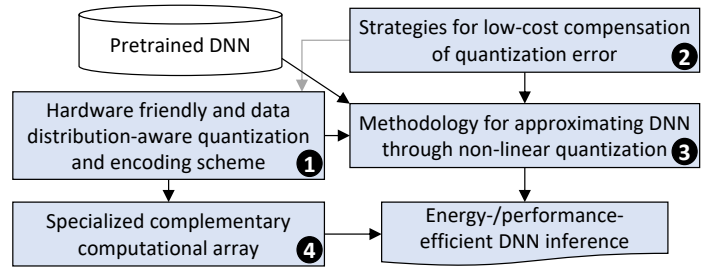 Pretrained DNN
Strategies for low-cost compensation
of quantization error
2
Hardware friendly and data
distribution-aware quantization
and encoding scheme
1
Methodology for approximating DNN
through non-linear quantization
3
Specialized complementary
computational array
4
Energy-/performance-
efficient DNN inference